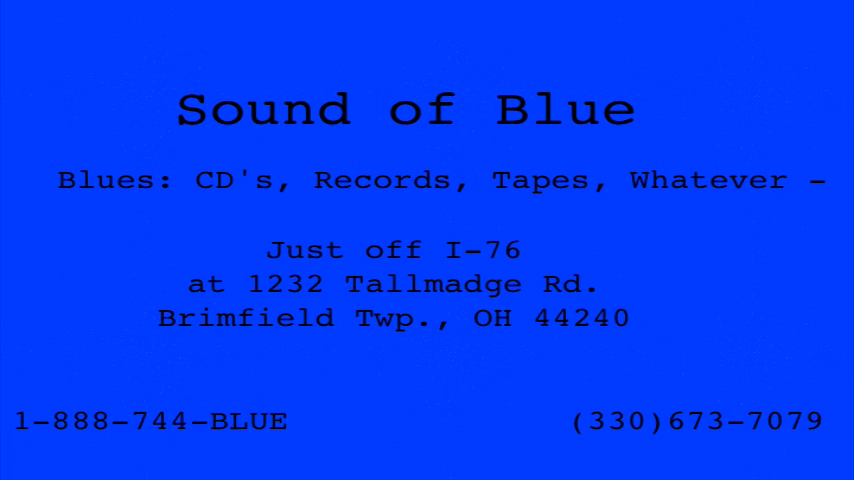 Sound of Blue
Blues: CD's, Records, Tapes, Whatever -
Just off I-76
at 1232 Tallmadge Rd.
Brimfield Twp., OH 44240
1-888-744-BLUE (330)673-7079